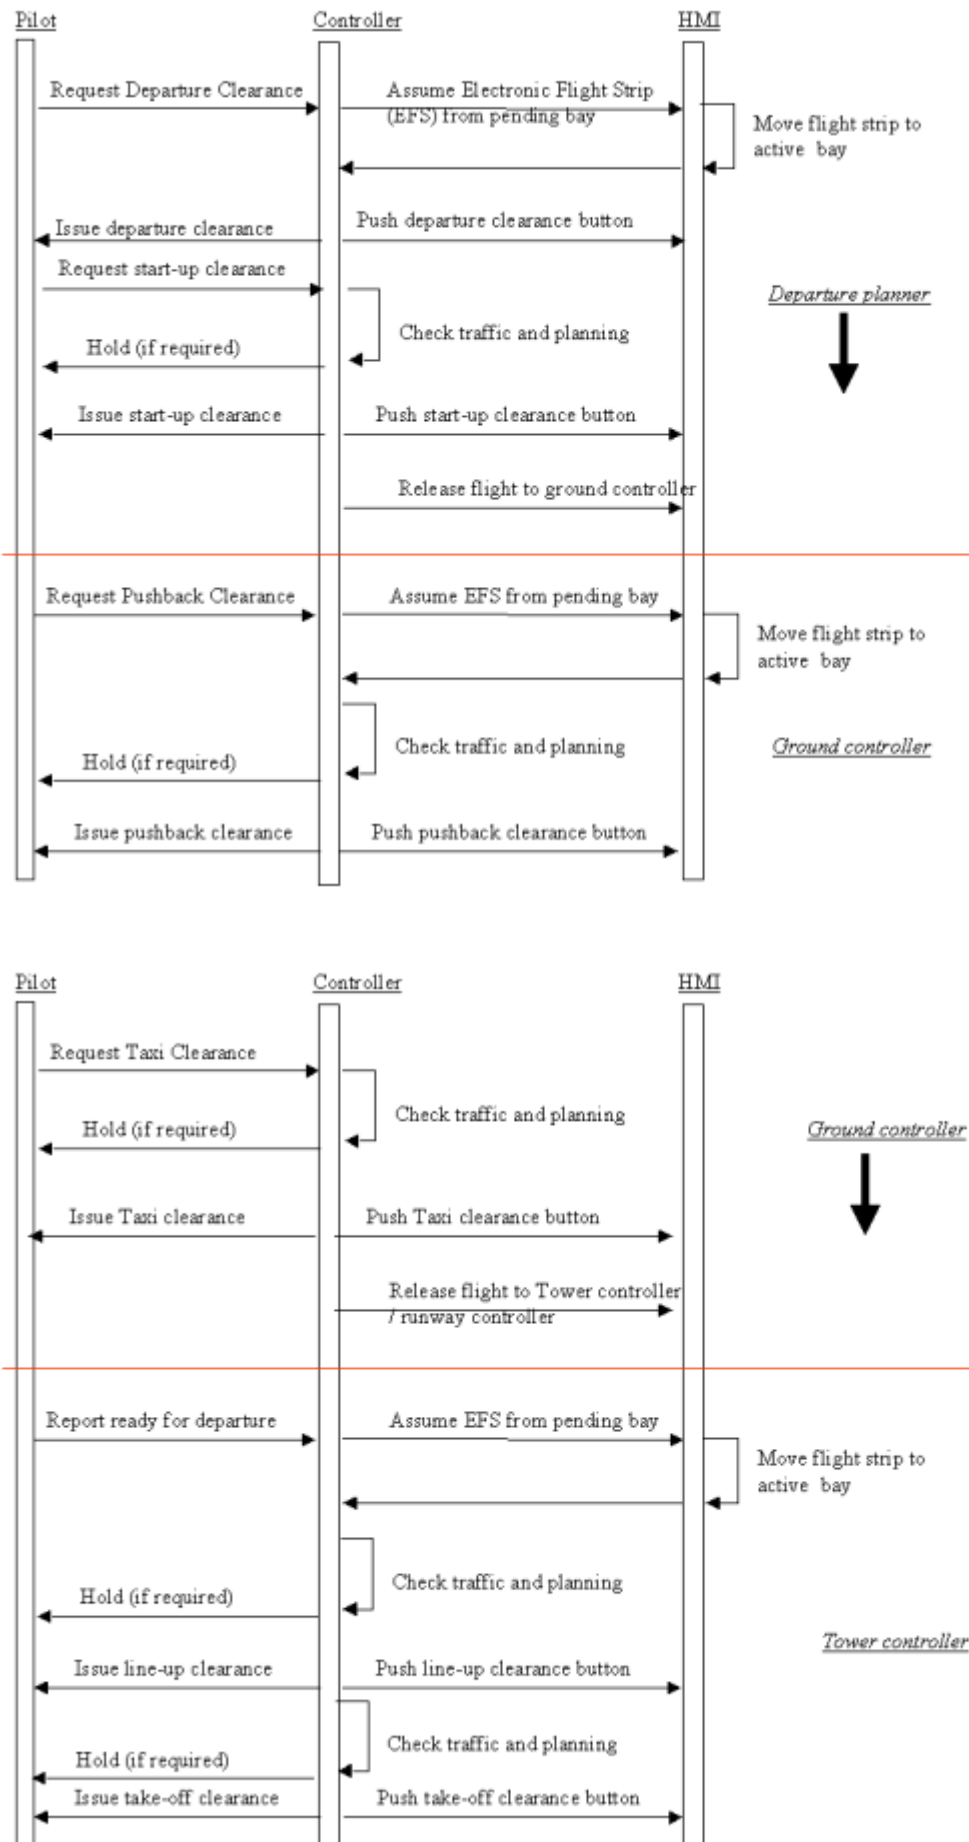 Pilot Controller HMI
Request Departure Clearance
Assume Electronic Flight Strip
(EFS) from pending bay
Move flight strip to
active bay
Issue departure clearance
Push departure clearance button
Request start-up clearance
Departure planner
Check traffic and planning
Hold (if required)
Issue start-up clearance
Push start-up clearance button
Release flight to ground controller
Request Pushback Clearance
Assume EFS from pending bay
Move flight strip to
active bay
Check traffic and planning
Ground controller
Hold (if required)
Issue pushback clearance
Push pushback clearance button
Pilot Controller HMI
Request Taxi Clearance
Check traffic and planning
Hold (if required)
Ground controller
Issue Taxi clearance
Push Taxi clearance button
Release flight to Tower controller
/ runway controller
Report ready for departure
Assume EFS from pending bay
Move flight strip to
active bay
Check traffic and planning
Hold (if required)
Tower controller
Issue line-up clearance
Push line-up clearance button
Check traffic and planning
Hold (if required)
Issue take-off clearance
Push take-off clearance button